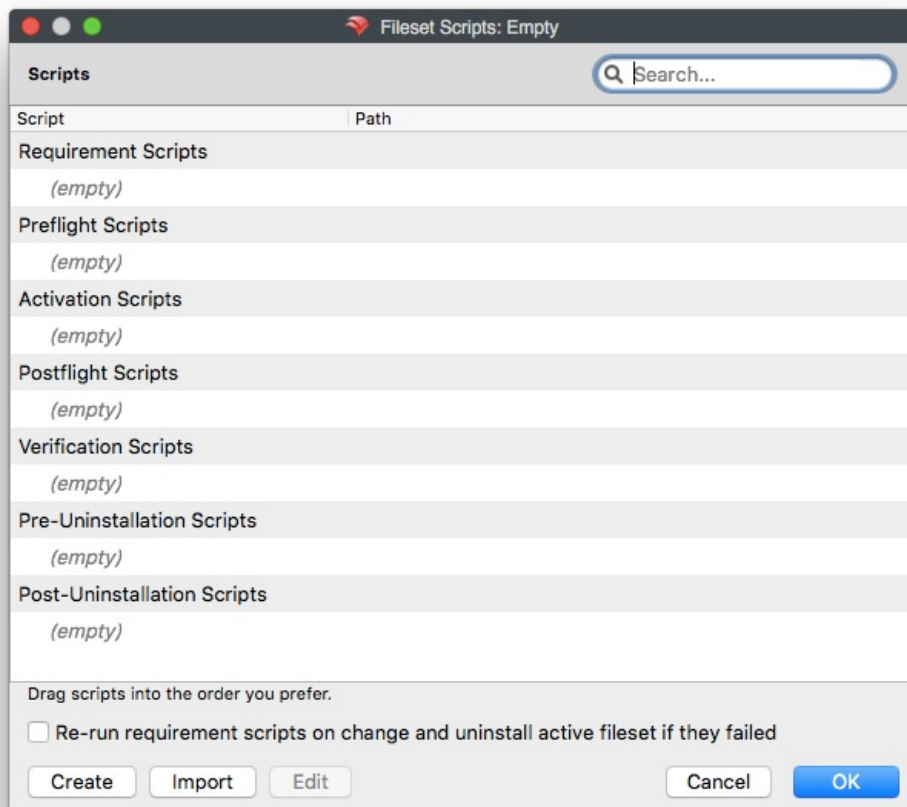 Fileset Scripts: Empty
Scripts
Search...
Script Path
Requirement Scripts
(empty)
Preflight Scripts
(empty)
Activation Scripts
(empty)
Postflight Scripts
(empty)
Verification Scripts
(empty)
Pre-Uninstallation Scripts
(empty)
Post-Uninstallation Scripts
(empty)
Drag scripts into the order you prefer.
Re-run requirement scripts on change and uninstall active fileset if they failed
Create Import Edit Cancel OK